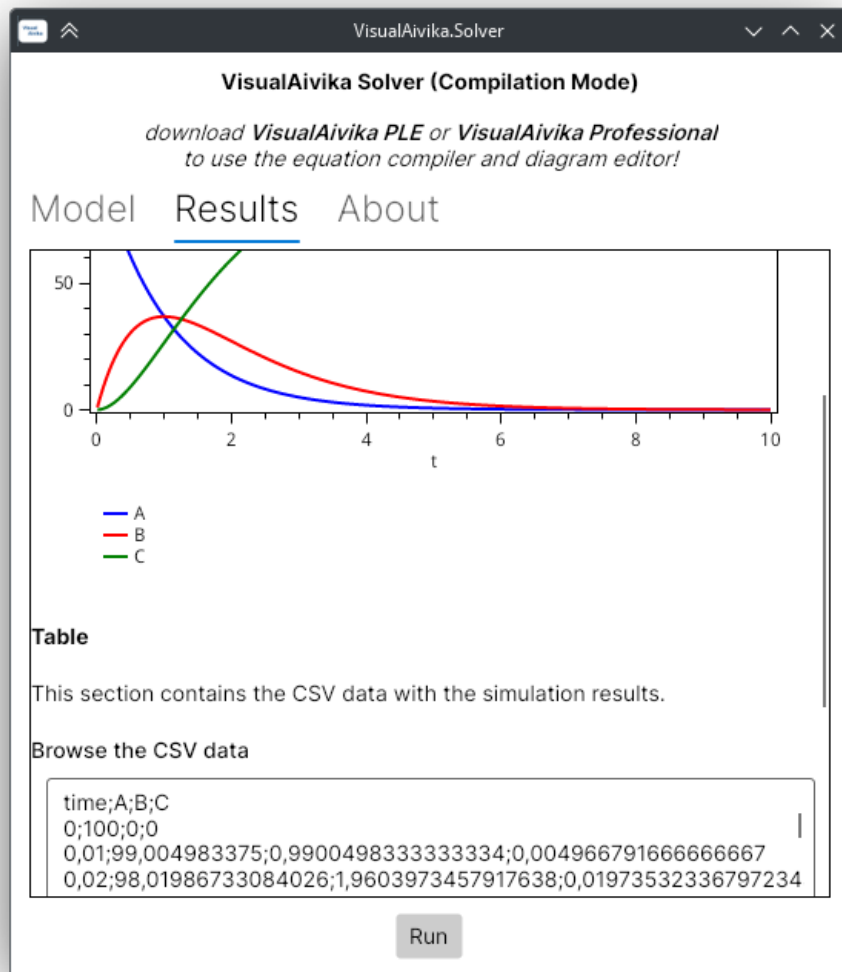 VisualAivika.Solver
VisualAivika Solver (Compilation Mode)
download VisualAivika PLE or VisualAivika Professional
to use the equation compiler and diagram editor!
Model Results About
50
0
0 2 4 6 8 10
t
A
B
C
Table
This section contains the CSV data with the simulation results.
Browse the CSV data
time;A;B;C
0;100;0;0
0,01;99,004983375;0,9900498333333334;0,004966791666666667
0,02;98,01986733084026;1,9603973457917638;0,01973532336797234
Run